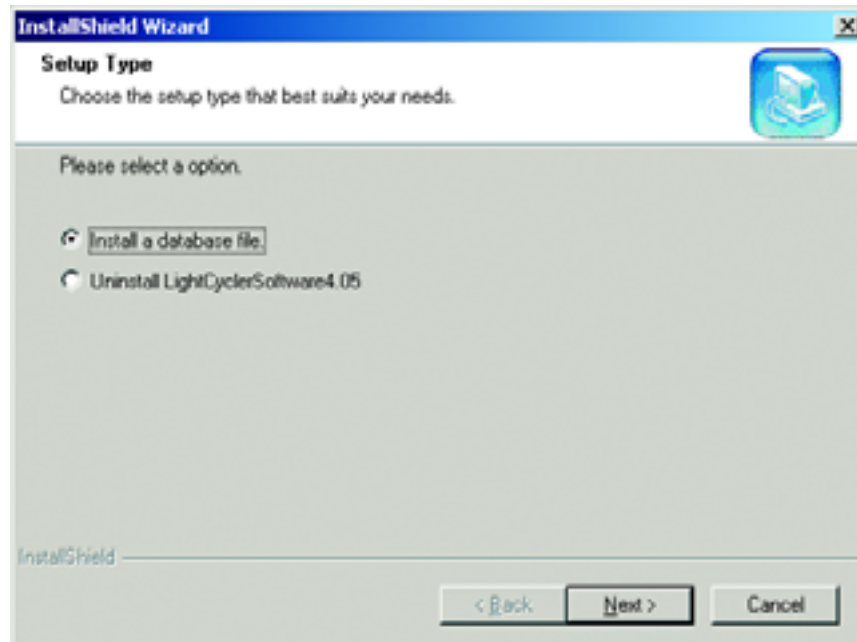 InstallShield Wizard
Setup Type
Choose the setup type that best suits your needs.
Please select a option.
Install a database file.
Uninstall LightCyclerSoftware4.05
InstallShield
< Back
Next >
Cancel